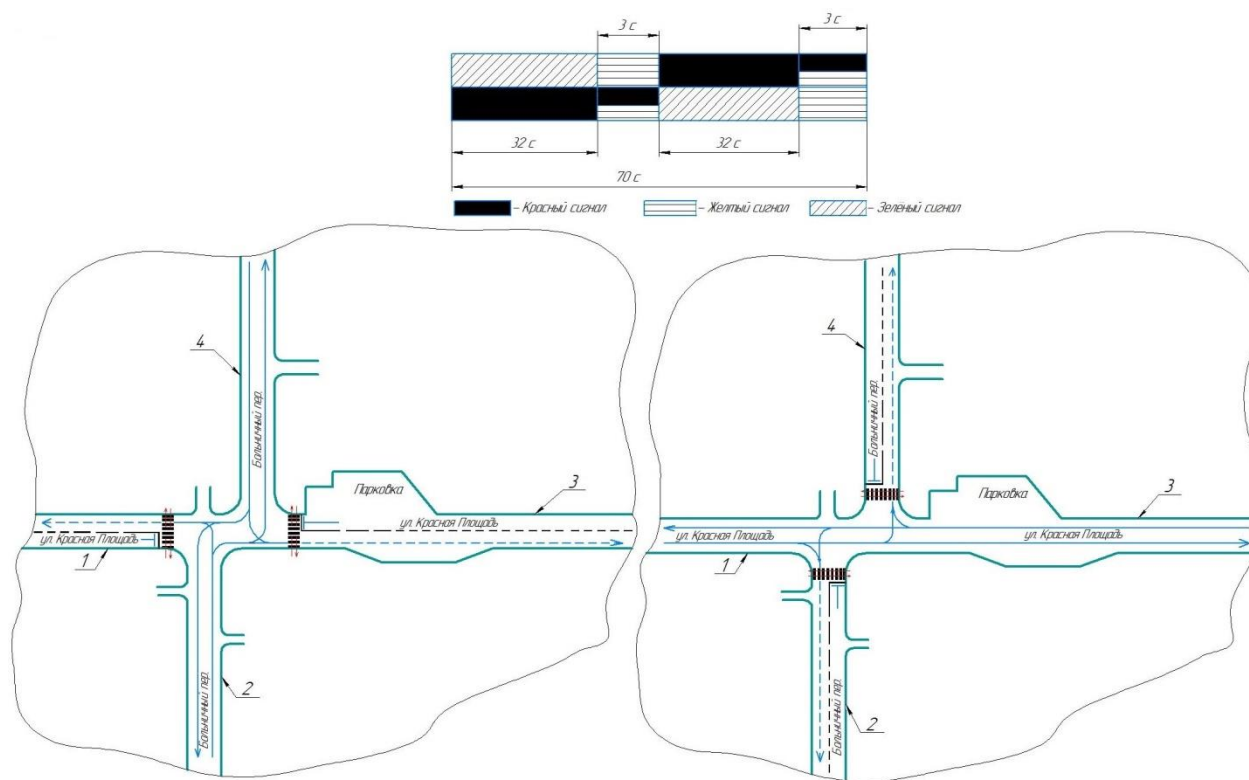 3 с
3 с
32 с
32 с
70 с
– Красный сигнал
– Желтый сигнал
– Зеленый сигнал
4
Больничный пер.
Парковка
3
ул. Красная Площадь
ул. Красная Площадь
1
2
Больничный пер.
4
Больничный пер.
Парковка
3
ул. Красная Площадь
ул. Красная Площадь
1
2
Больничный пер.